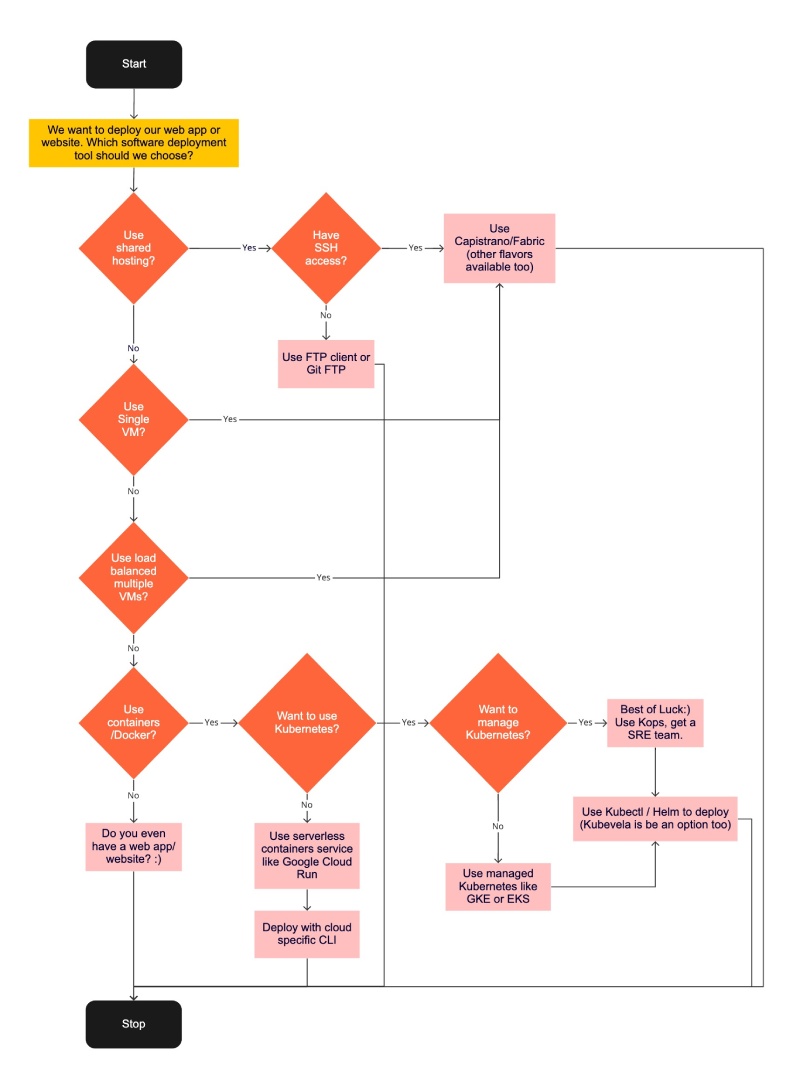 Start
We want to deploy our web app or
website. Which software deployment
tool should we choose?
Use
shared
hosting?
Yes
Have
SSH
access?
Yes
Use
Capistrano/Fabric
(other flavors
available too)
No
Use FTP client or
Git FTP
No
Use
Single
VM?
Yes
No
Use load
balanced
multiple
VMs?
Yes
No
Use
containers
/Docker?
Yes
Want to use
Kubernetes?
Yes
Want to
manage
Kubernetes?
Yes
Best of Luck:)
Use Kops, get a
SRE team.
No
Do you even
have a web app/
website? :)
No
Use serverless
containers service
like Google Cloud
Run
No
Use Kubectl / Helm to deploy
(Kubevela is be an option too)
Use managed
Kubernetes like
GKE or EKS
Deploy with cloud
specific CLI
Stop